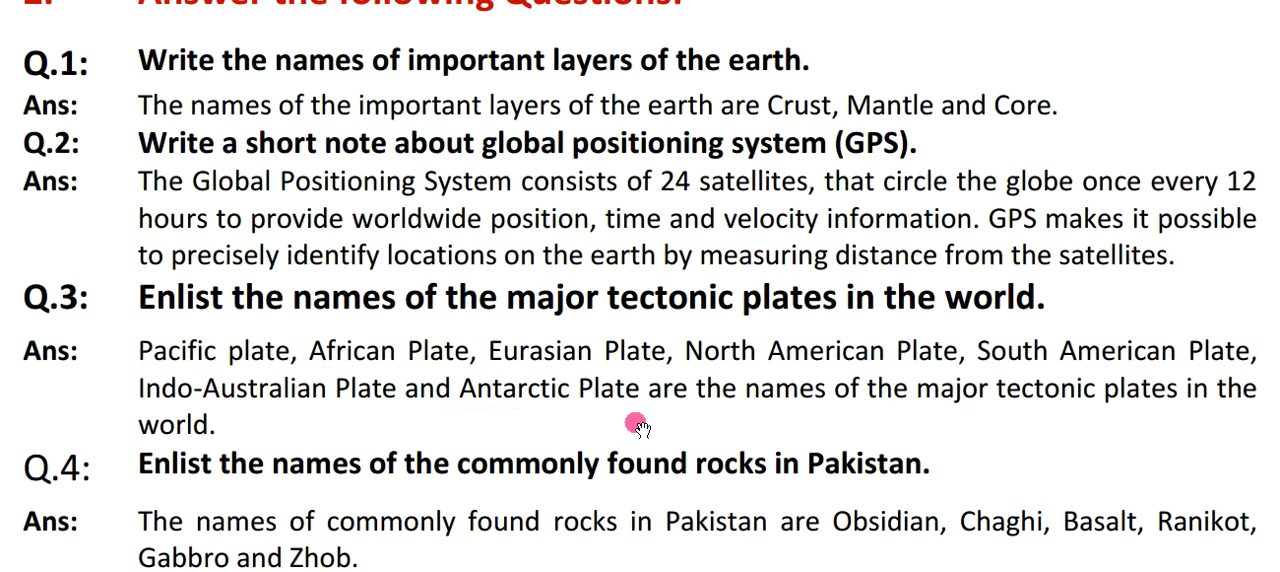 2. Answer the following Questions:
Q.1: Write the names of important layers of the earth.
Ans: The names of the important layers of the earth are Crust, Mantle and Core.
Q.2: Write a short note about global positioning system (GPS).
Ans: The Global Positioning System consists of 24 satellites, that circle the globe once every 12
hours to provide worldwide position, time and velocity information. GPS makes it possible
to precisely identify locations on the earth by measuring distance from the satellites.
Q.3: Enlist the names of the major tectonic plates in the world.
Ans: Pacific plate, African Plate, Eurasian Plate, North American Plate, South American Plate,
Indo-Australian Plate and Antarctic Plate are the names of the major tectonic plates in the
world.
Q.4: Enlist the names of the commonly found rocks in Pakistan.
Ans: The names of commonly found rocks in Pakistan are Obsidian, Chaghi, Basalt, Ranikot,
Gabbro and Zhob.